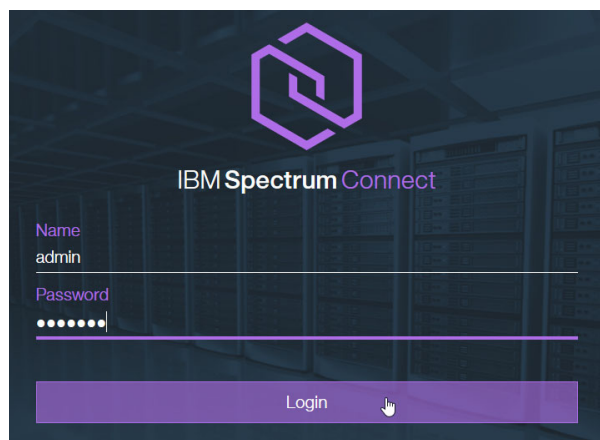 IBM Spectrum Connect
Name
admin
Password
•••••••
Login